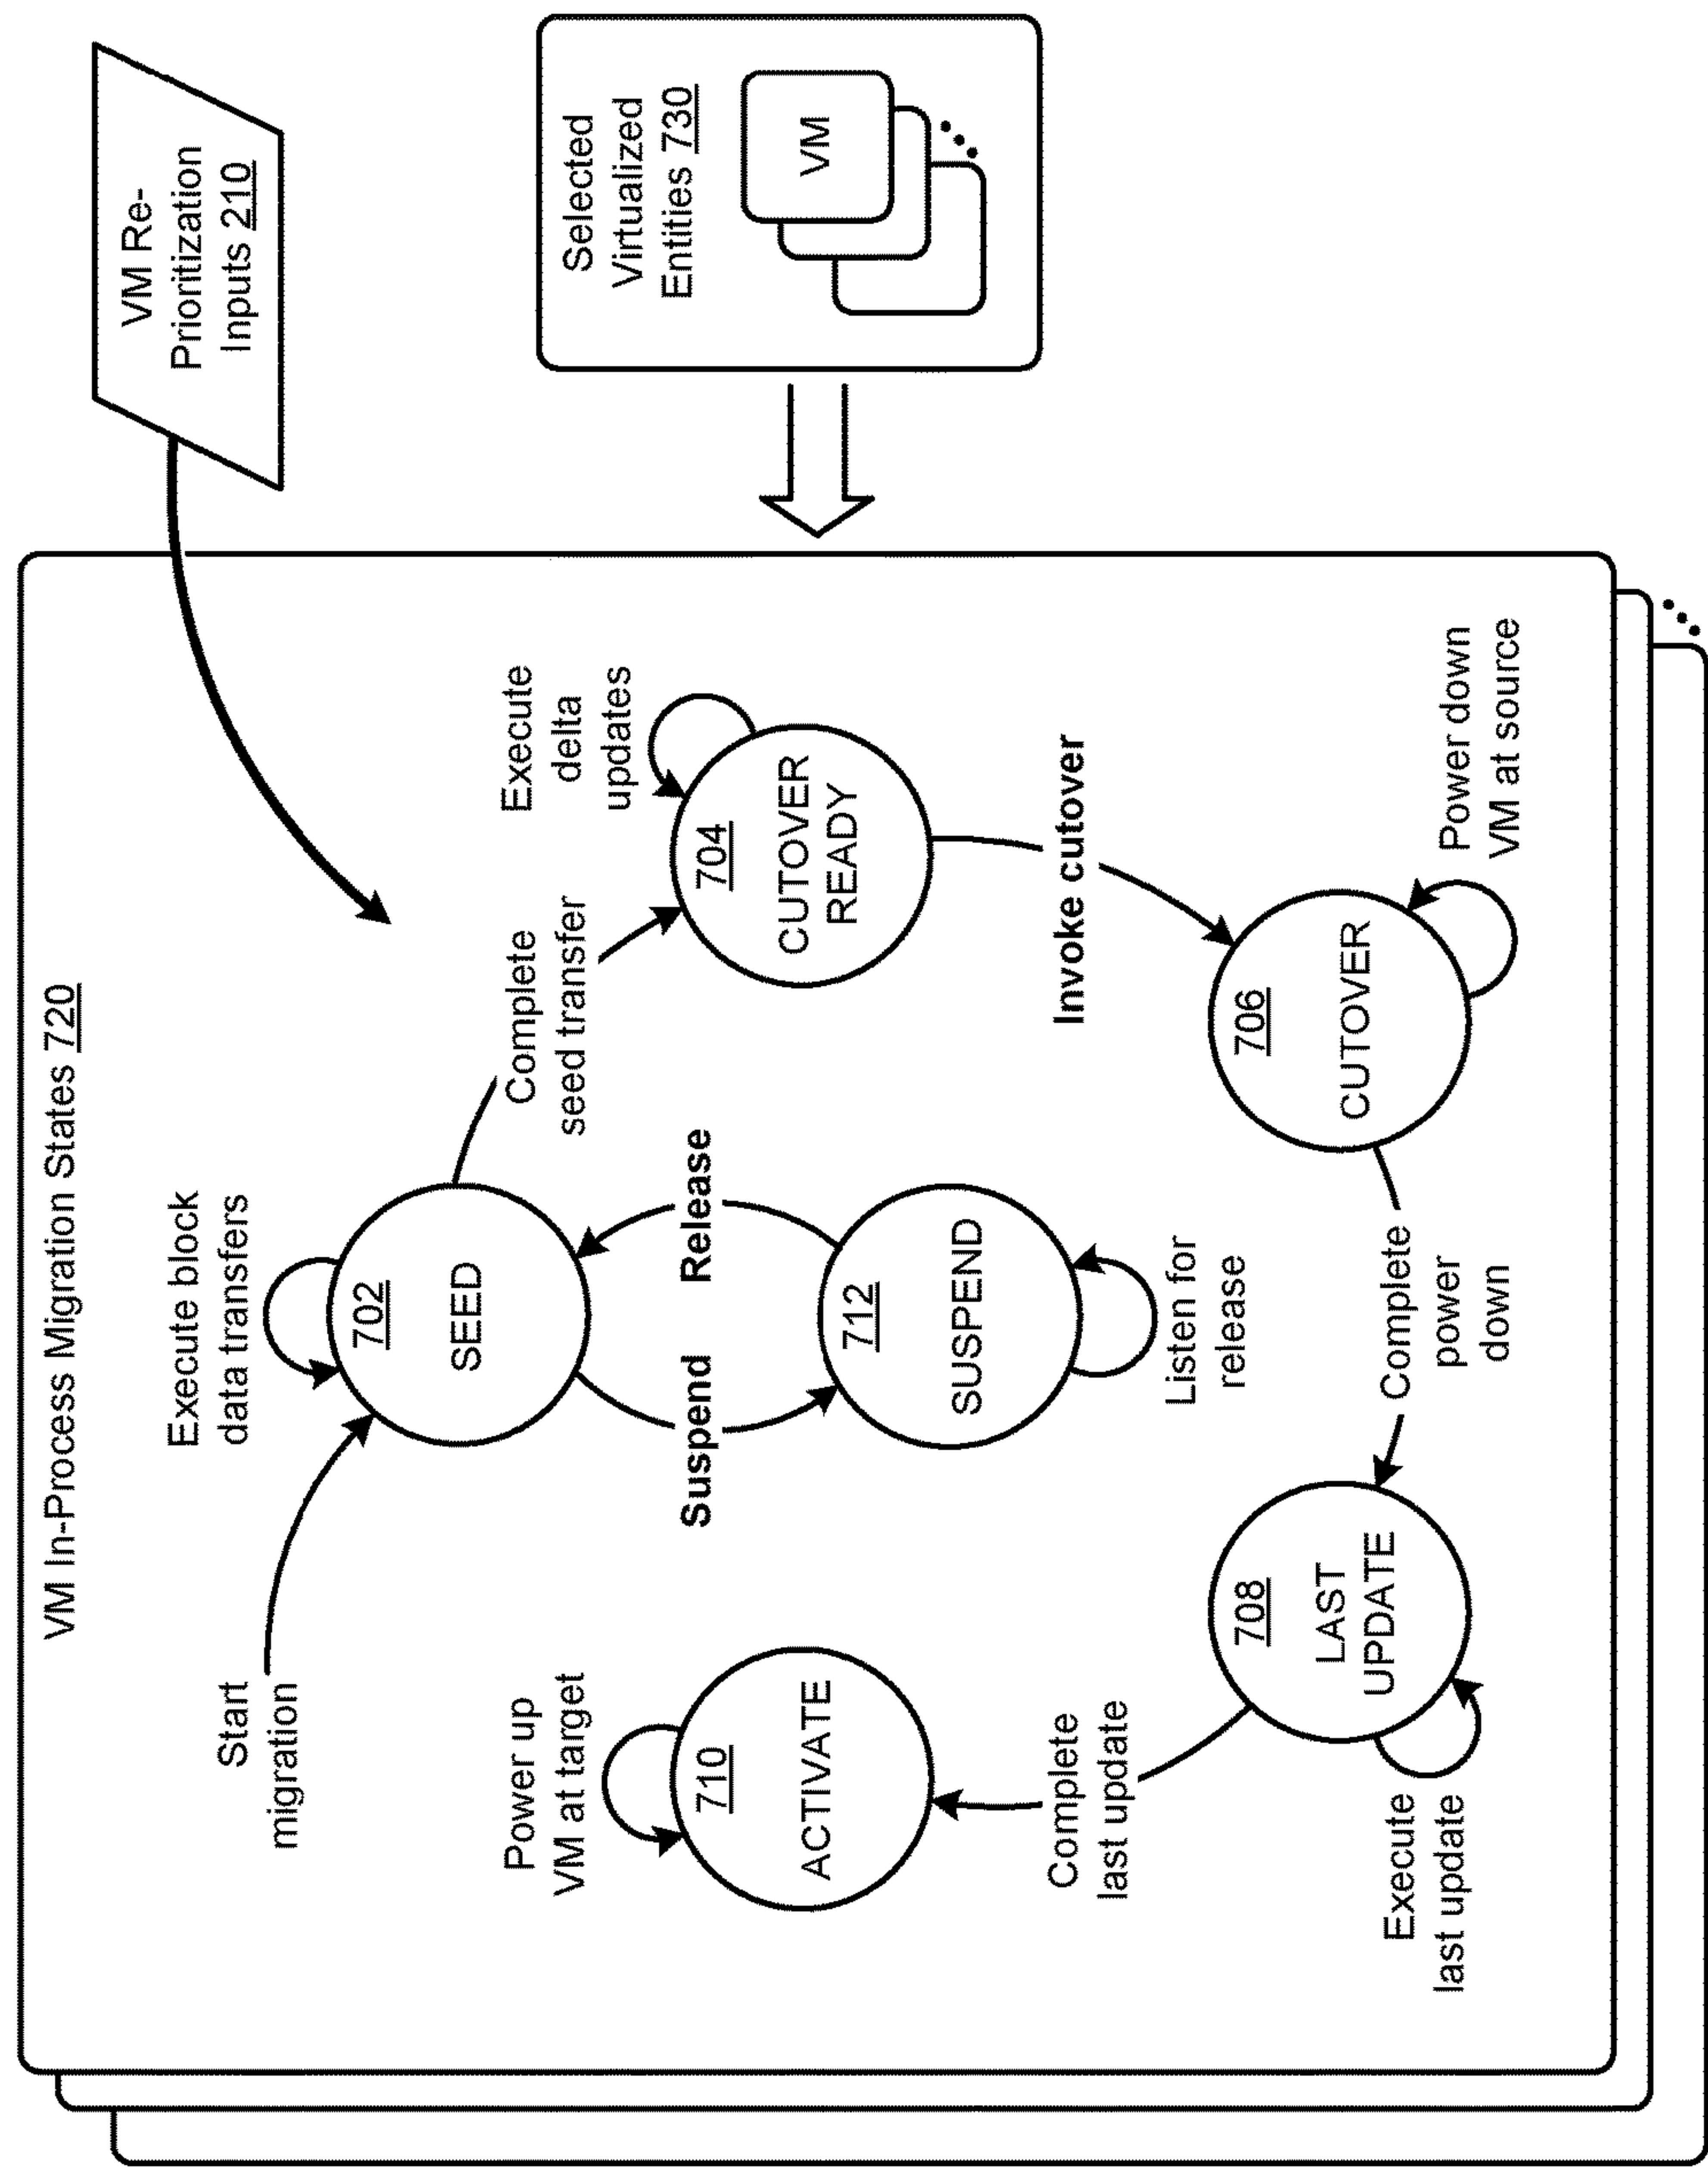 VM In-Process Migration States 720
Start
migration
Execute block
data transfers
702
SEED
Complete
seed transfer
Execute
delta
updates
704
CUTOVER
READY
Power up
VM at target
710
ACTIVATE
Suspend
Release
712
SUSPEND
Listen for
release
Invoke cutover
706
CUTOVER
Power down
VM at source
Complete
power
down
708
LAST
UPDATE
Execute
last update
Complete
last update
VM Re-
Prioritization
Inputs 210
Selected
Virtualized
Entities 730
VM